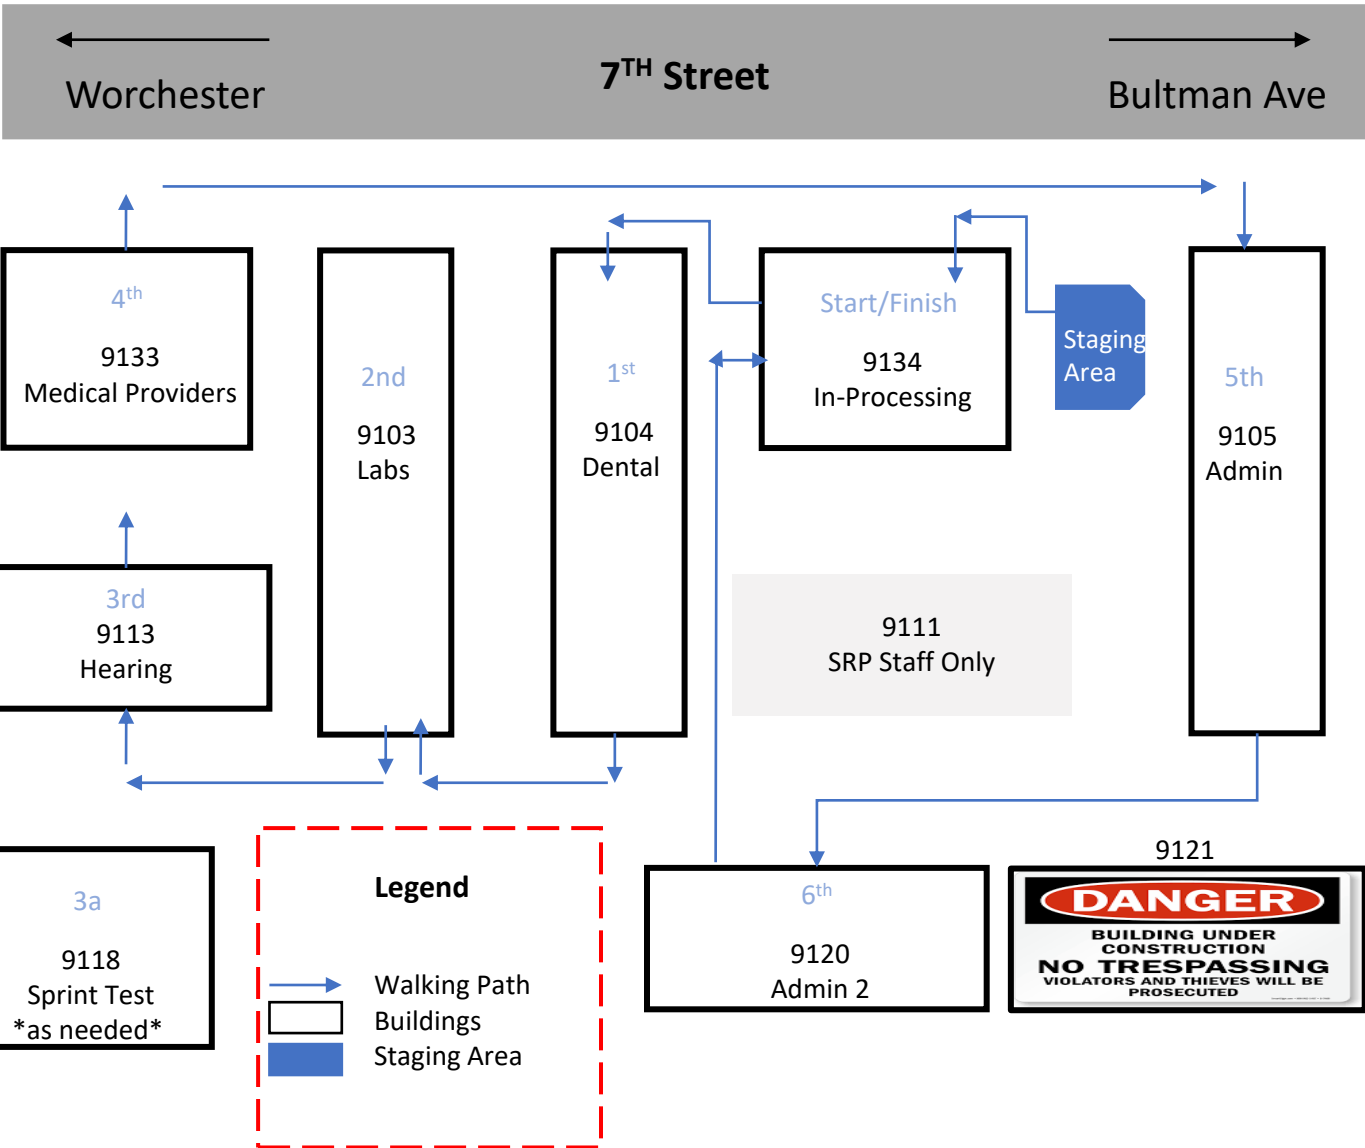 7TH Street
Worchester
Bultman Ave
4th
9133
Medical Providers
2nd
9103
Labs
1st
9104
Dental
Start/Finish
9134
In-Processing
Staging
Area
5th
9105
Admin
3rd
9113
Hearing
9111
SRP Staff Only
3a
9118
Sprint Test
*as needed*
Legend
Walking Path
Buildings
Staging Area
6th
9120
Admin 2
9121
DANGER
BUILDING UNDER
CONSTRUCTION
NO TRESPASSING
VIOLATORS AND THIEVES WILL BE
PROSECUTED